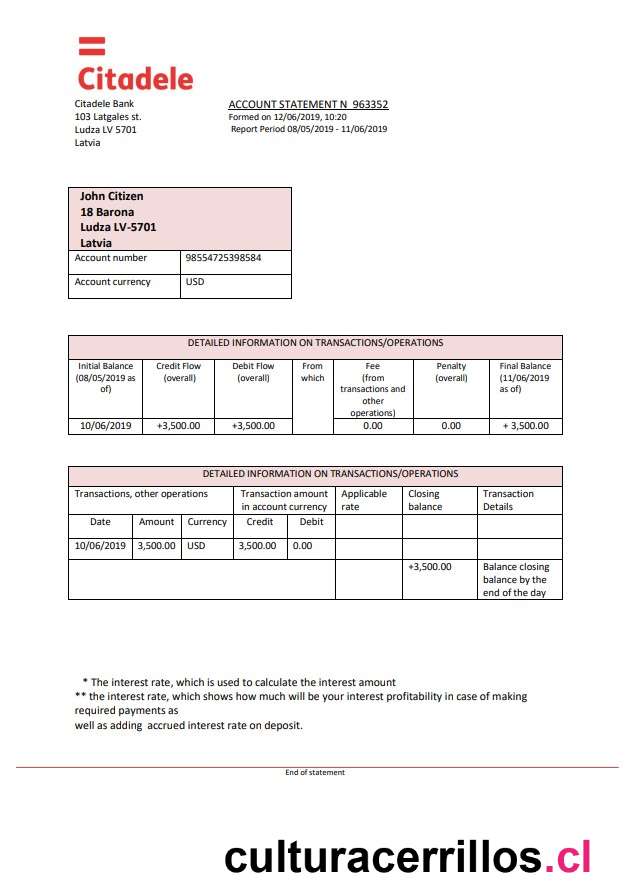 Citadele
Citadele Bank
103 Latgales st.
Ludza LV 5701
Latvia
ACCOUNT STATEMENT N  963352
Formed on 12/06/2019, 10:20
Report Period 08/05/2019 - 11/06/2019
John Citizen
18 Barona
Ludza LV-5701
Latvia
Account number 98554725398584
Account currency USD
DETAILED INFORMATION ON TRANSACTIONS/OPERATIONS
Initial Balance Credit Flow Debit Flow From Fee Penalty Final Balance
(08/05/2019 as (overall) (overall) which (from (overall) (11/06/2019
of) transactions and as of)
other
operations)
10/06/2019 +3,500.00 +3,500.00 0.00 0.00 + 3,500.00
DETAILED INFORMATION ON TRANSACTIONS/OPERATIONS
Transactions, other operations Transaction amount Applicable Closing Transaction
in account currency rate balance Details
Date Amount Currency Credit Debit
10/06/2019 3,500.00 USD 3,500.00 0.00
+3,500.00 Balance closing
balance by the
end of the day
* The interest rate, which is used to calculate the interest amount
** the interest rate, which shows how much will be your interest profitability in case of making
required payments as
well as adding  accrued interest rate on deposit.
End of statement
culturacerrillos.cl